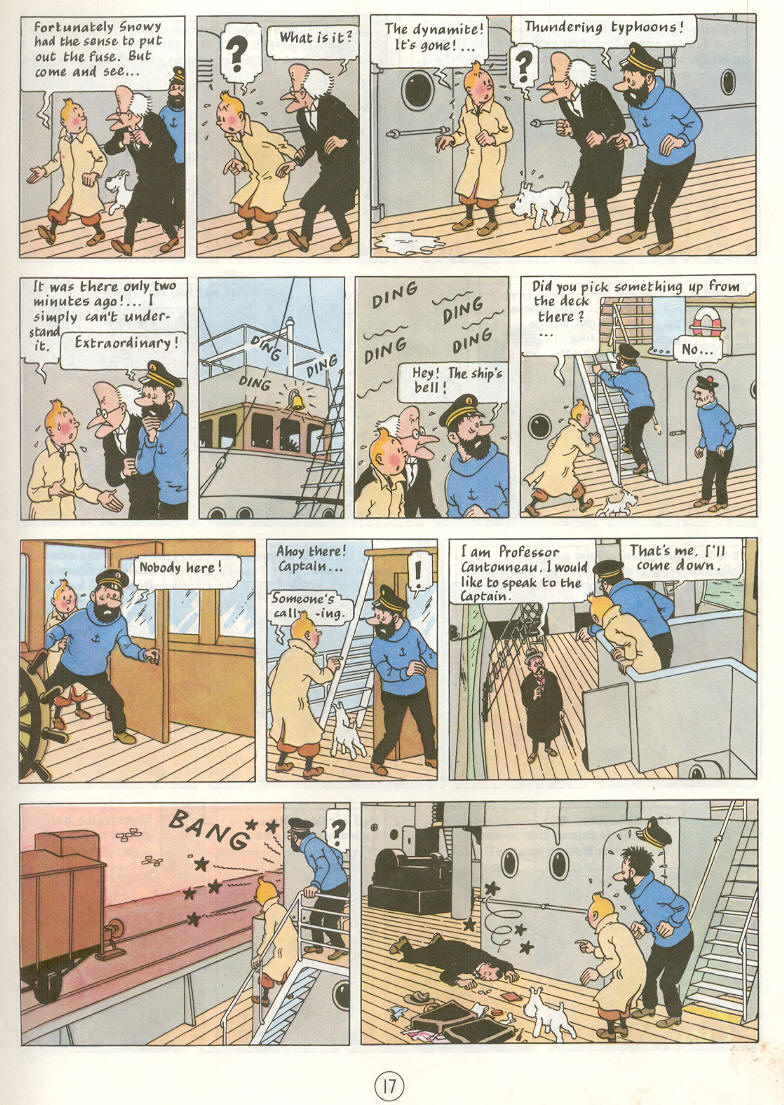 Fortunately Snowy
had the sense to put
out the fuse. But
come and see...
?
What is it?
The dynamite!
It's gone!...
?
Thundering typhoons!
It was there only two
minutes ago!... I
simply can't under-
stand
it.
Extraordinary!
DING
DING
DING
DING
DING
DING
DING
Hey! The ship's
bell!
Did you pick something up from
the deck
there?
...
No...
Nobody here!
Ahoy there!
Captain...
Someone's
call -ing.
!
I am Professor
Cantonneau. I would
like to speak to the
Captain.
That's me. I'll
come down.
BANG
?
17